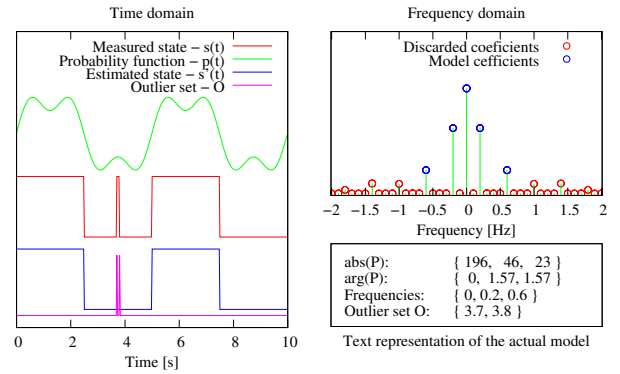 Time domain
Measured state − s(t)
Probability function − p(t)
Estimated state − s'(t)
Outlier set − O
0 2 4 6 8 10
Time [s]
Frequency domain
Discarded coeficients
Model cefficients
−2 −1.5 −1 −0.5 0 0.5 1 1.5 2
Frequency [Hz]
abs(P): { 196, 46, 23 }
arg(P): { 0, 1.57, 1.57 }
Frequencies: { 0, 0.2, 0.6 }
Outlier set O: { 3.7, 3.8 }
Text representation of the actual model